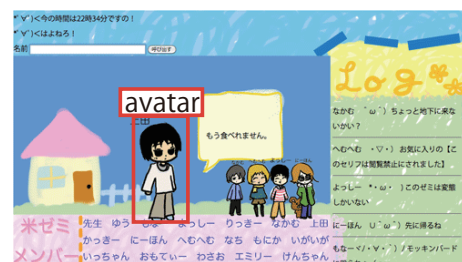 *˙∀˙)<今の時間は22時34分ですの！
*˙∀˙)<はよねろ！
名前
呼び出す
Log
avatar
上田
もう食べれません。
なかむ ＾ω＾）ちょっと地下に来な
いかい？
へむへむ ・▽・） お気に入りの【こ
のセリフは閲覧禁止にされました】
よっしー *・ω・ ）このゼミは変態
しかいない
にーほん U＾ω＾）先に帰るね
もなーヾ/・∀・＾）ﾉモッキンバード
米ゼミ
メンバー
先生 ゆう もなー よっしー りっきー なかむ 上田
かっきー にーほん へむへむ なち もにか いがいが
いっちゃん おもてぃー わさお エミリー けんちゃん